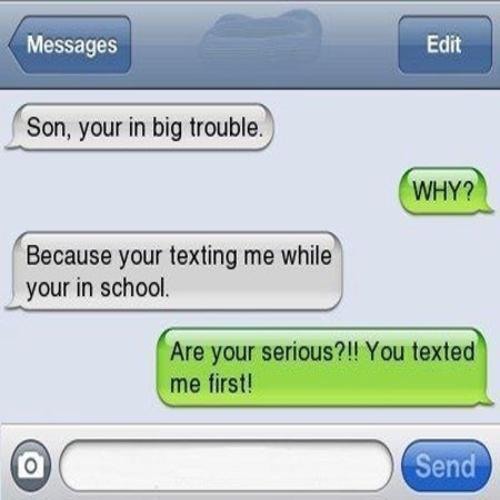 Messages
Edit
Son, your in big trouble.
WHY?
Because your texting me while
your in school.
Are your serious?!! You texted
me first!
Send